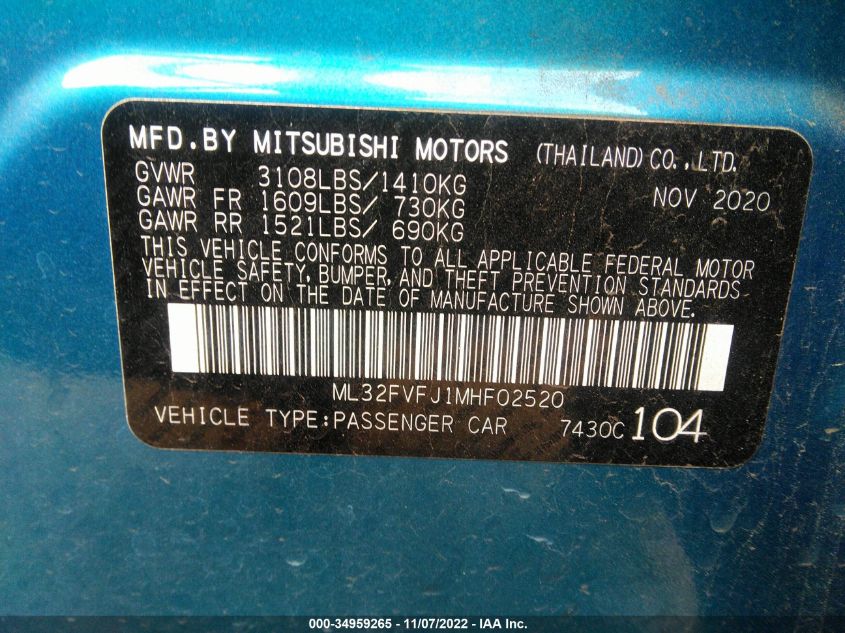 MFD.BY MITSUBISHI MOTORS (THAILAND) CO.,LTD.
GVWR 3108LBS/1410KG NOV 2020
GAWR FR 1609LBS/ 730KG
GAWR RR 1521LBS/ 690KG
THIS VEHICLE CONFORMS TO ALL APPLICABLE FEDERAL MOTOR
VEHICLE SAFETY, BUMPER, AND THEFT PREVENTION STANDARDS
IN EFFECT ON THE DATE OF MANUFACTURE SHOWN ABOVE.
ML32FVFJ1MHF02520
VEHICLE TYPE:PASSENGER CAR 7430C 104
000-34959265 - 11/07/2022 - IAA Inc.